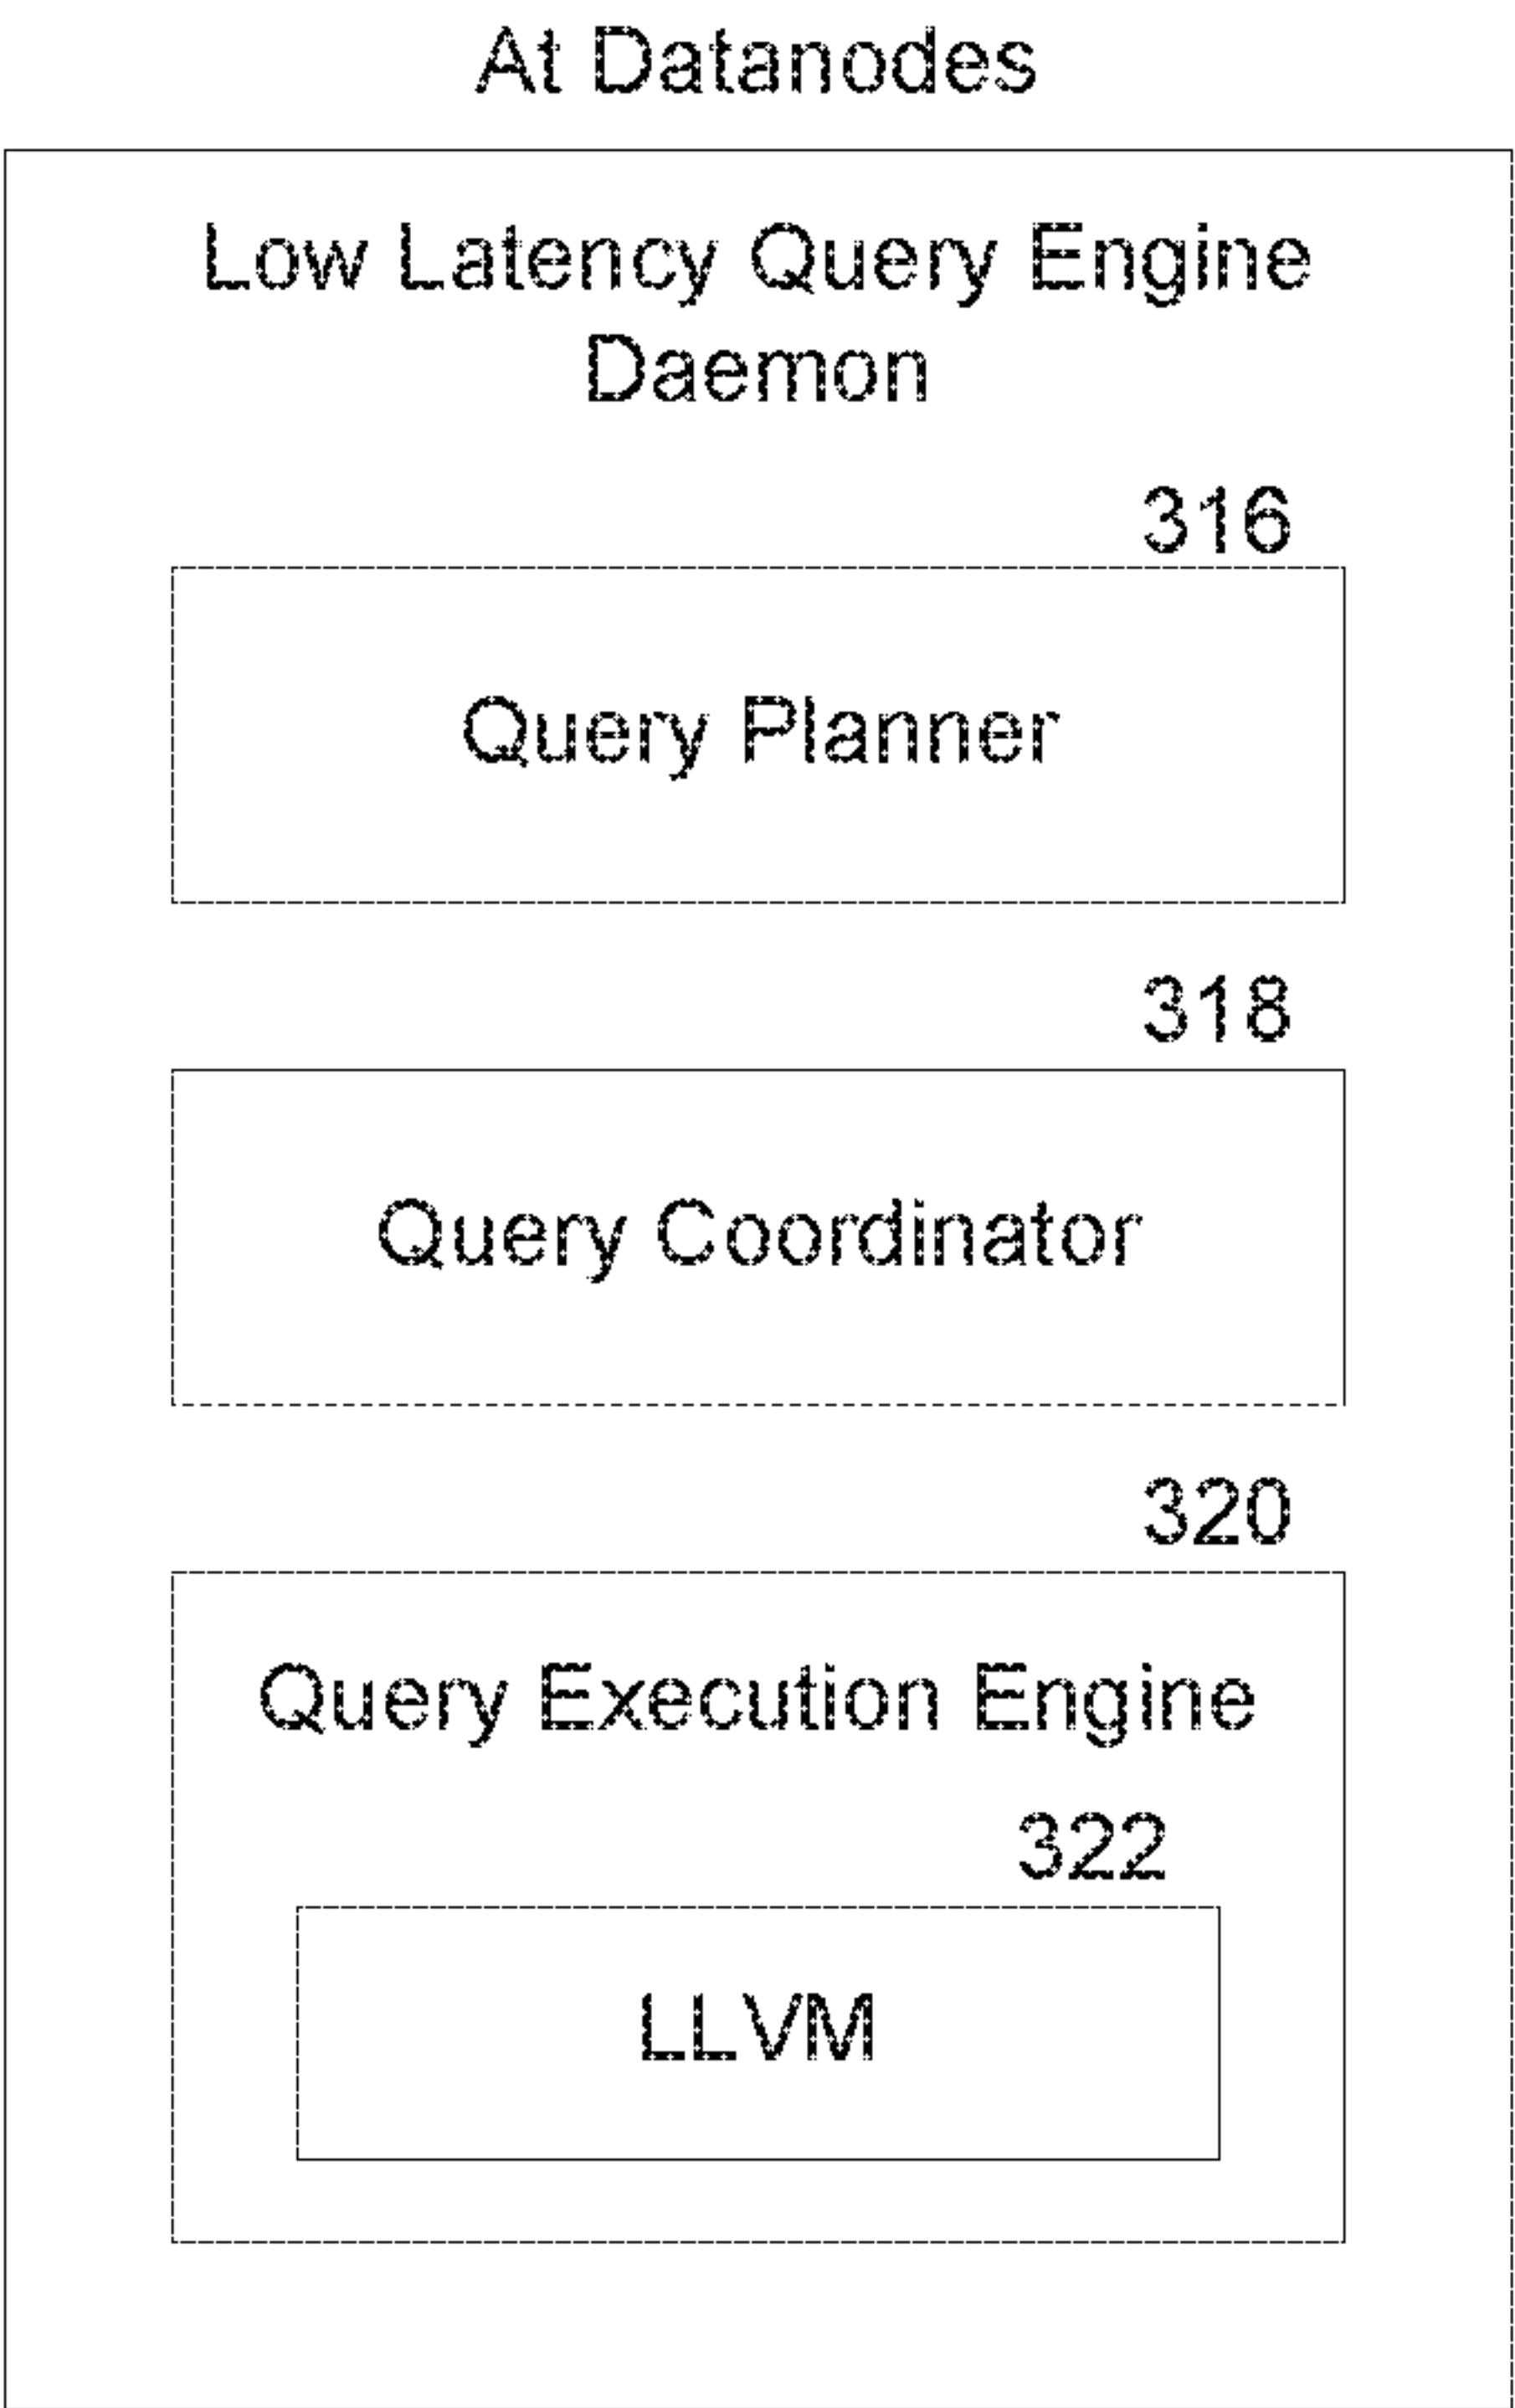 At Datanodes
Low Latency Query Engine
Daemon
316
Query Planner
318
Query Coordinator
320
Query Execution Engine
322
LLVM